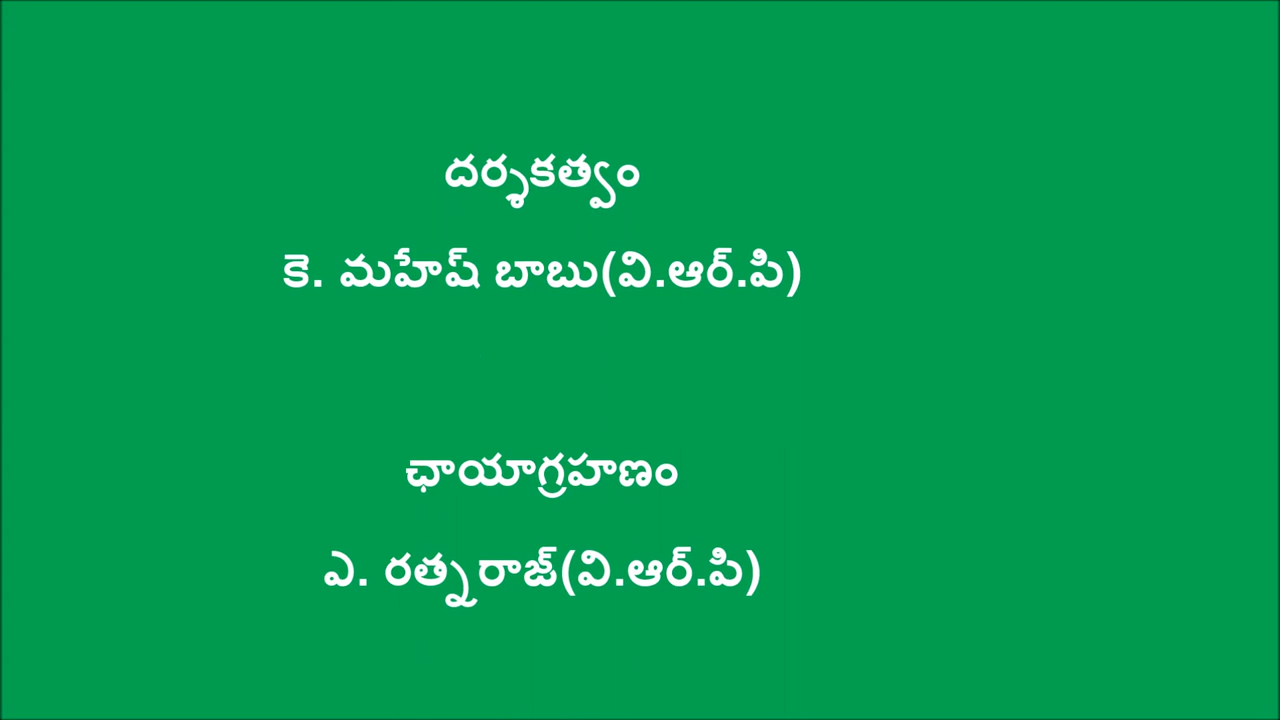 దర్శకత్వం
కె. మహేష్ బాబు(వి.ఆర్.పి)
ఛాయాగ్రహణం
ఎ. రత్నరాజ్(వి.ఆర్.పి)